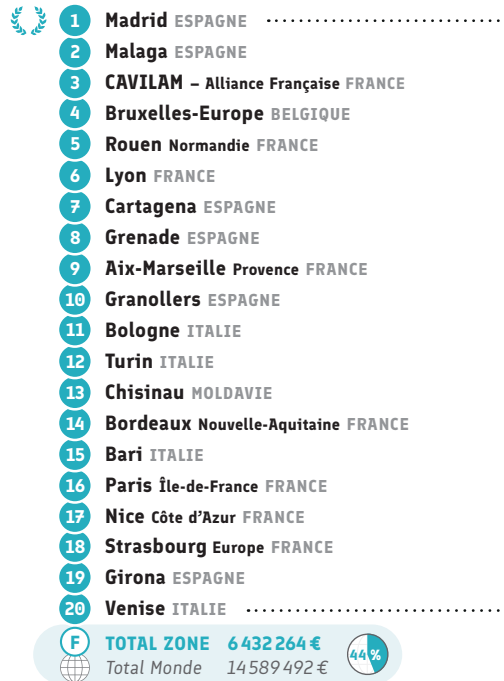 1 Madrid ESPAGNE
2 Malaga ESPAGNE
3 CAVILAM – Alliance Française FRANCE
4 Bruxelles-Europe BELGIQUE
5 Rouen Normandie FRANCE
6 Lyon FRANCE
7 Cartagena ESPAGNE
8 Grenade ESPAGNE
9 Aix-Marseille Provence FRANCE
10 Granollers ESPAGNE
11 Bologne ITALIE
12 Turin ITALIE
13 Chisinau MOLDAVIE
14 Bordeaux Nouvelle-Aquitaine FRANCE
15 Bari ITALIE
16 Paris Île-de-France FRANCE
17 Nice Côte d’Azur FRANCE
18 Strasbourg Europe FRANCE
19 Girona ESPAGNE
20 Venise ITALIE
F TOTAL ZONE 6 432 264 € 44 %
Total Monde 14 589 492 €